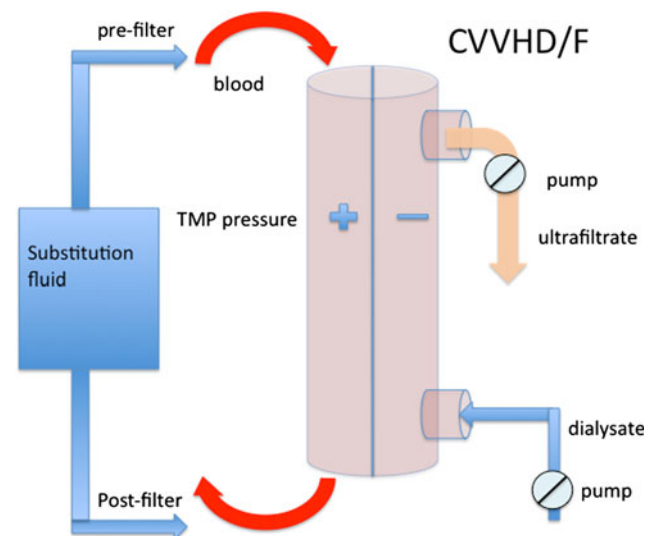 pre-filter
CVVHD/F
blood
pump
TMP pressure
+
−
ultrafiltrate
Substitution
fluid
dialysate
Post-filter
pump